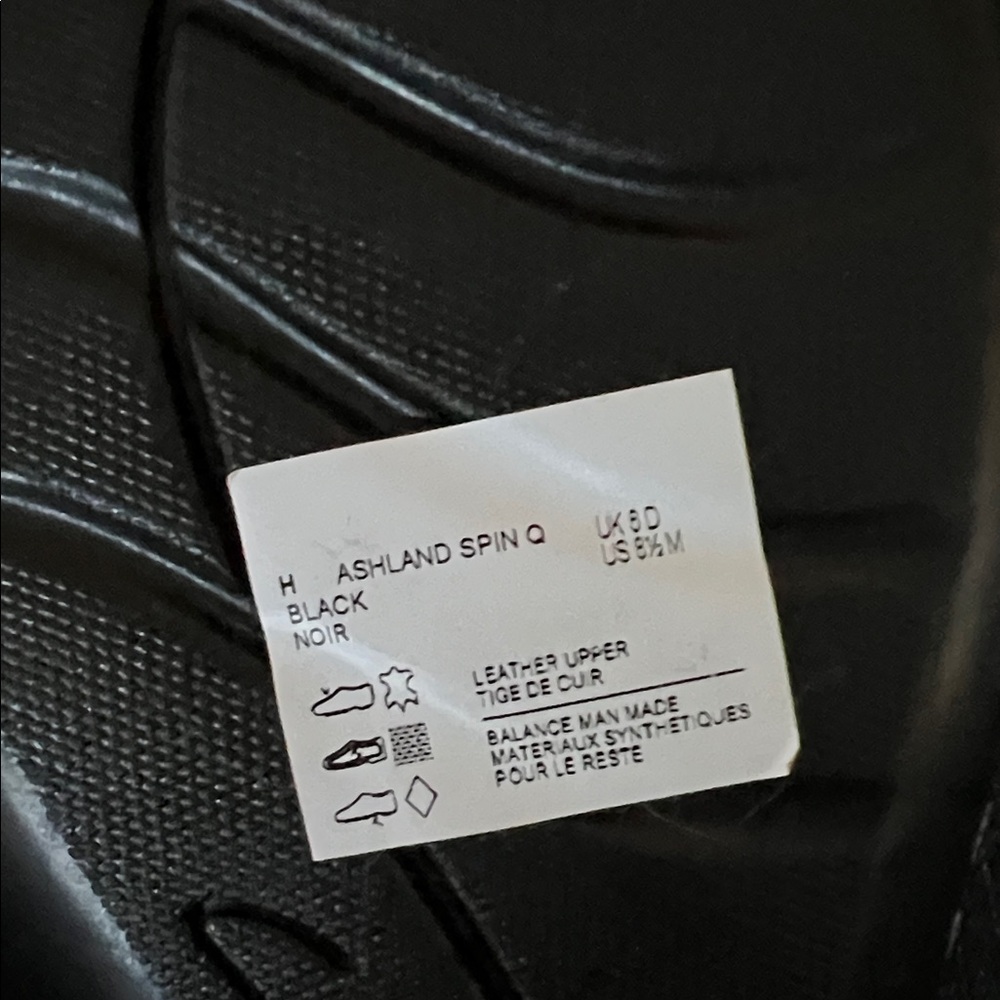 H ASHLAND SPIN Q
UK 6 D
US 8½ M
BLACK
NOIR
LEATHER UPPER
TIGE DE CUIR
BALANCE MAN MADE
MATERIAUX SYNTHETIQUES
POUR LE RESTE